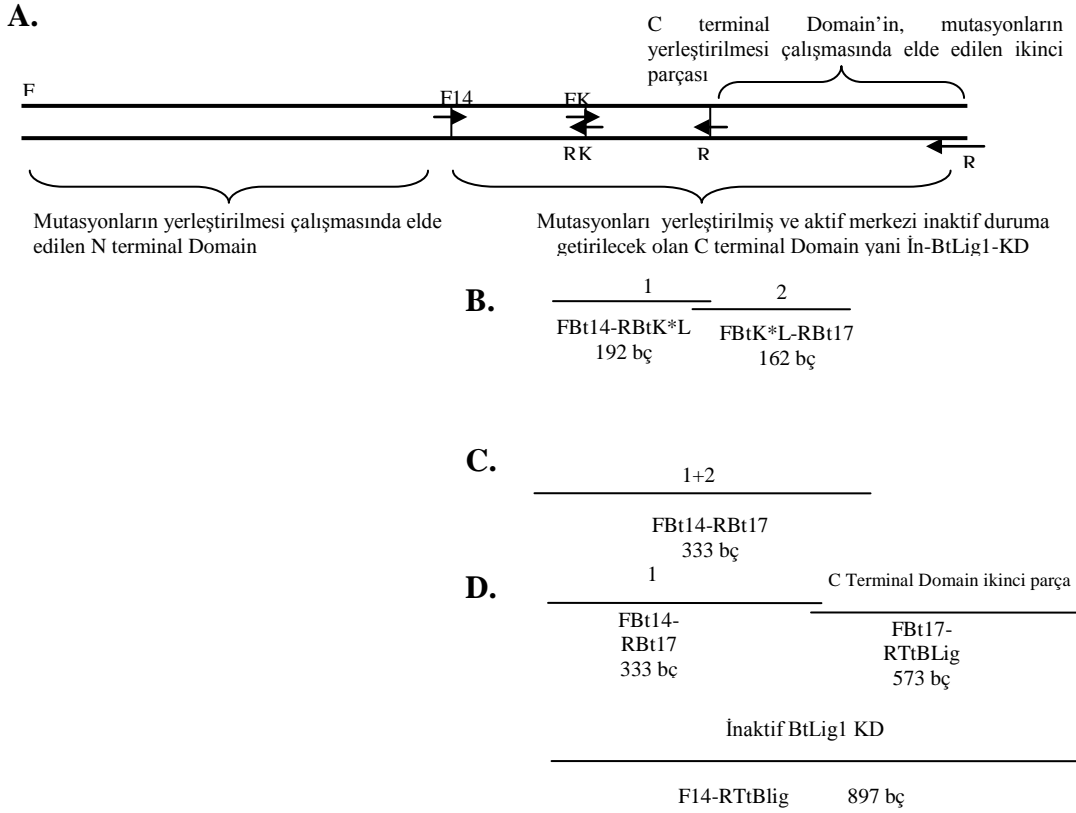 A.
C terminal Domain'in, mutasyonların
yerleştirilmesi çalışmasında elde edilen ikinci
parçası
F
F14
FK
RK
R
R
Mutasyonların yerleştirilmesi çalışmasında elde
edilen N terminal Domain
Mutasyonları yerleştirilmiş ve aktif merkezi inaktif duruma
getirilecek olan C terminal Domain yani İn-BtLig1-KD
B.
1
2
FBt14-RBtK*L
192 bç
FBtK*L-RBt17
162 bç
C.
1+2
FBt14-RBt17
333 bç
D.
1
C Terminal Domain ikinci parça
FBt14-
RBt17
333 bç
FBt17-
RTtBLig
573 bç
İnaktif BtLig1 KD
F14-RTtBlig 897 bç